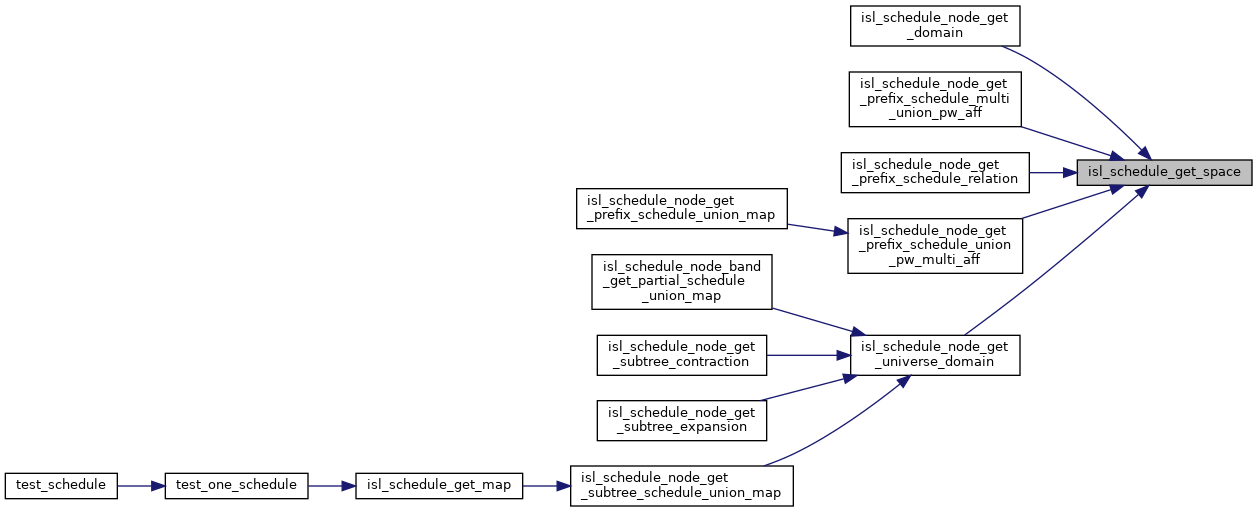 isl_schedule_node_get
_domain
isl_schedule_node_get
_prefix_schedule_multi
_union_pw_aff
isl_schedule_node_get
_prefix_schedule_relation
isl_schedule_get_space
isl_schedule_node_get
_prefix_schedule_union_map
isl_schedule_node_get
_prefix_schedule_union
_pw_multi_aff
isl_schedule_node_band
_get_partial_schedule
_union_map
isl_schedule_node_get
_subtree_contraction
isl_schedule_node_get
_universe_domain
isl_schedule_node_get
_subtree_expansion
test_schedule
test_one_schedule
isl_schedule_get_map
isl_schedule_node_get
_subtree_schedule_union_map